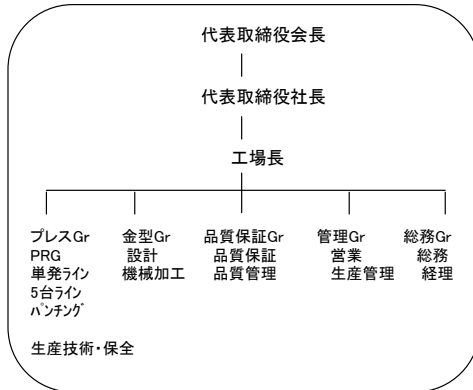 代表取締役会長
代表取締役社長
工場長
プレスGr 金型Gr 品質保証Gr 管理Gr 総務Gr
PRG 設計 品質保証 営業 総務
単発ﾗｲﾝ 機械加工 品質管理 生産管理 経理
5台ﾗｲﾝ
ﾊﾟﾝﾁﾝｸﾞ
生産技術・保全